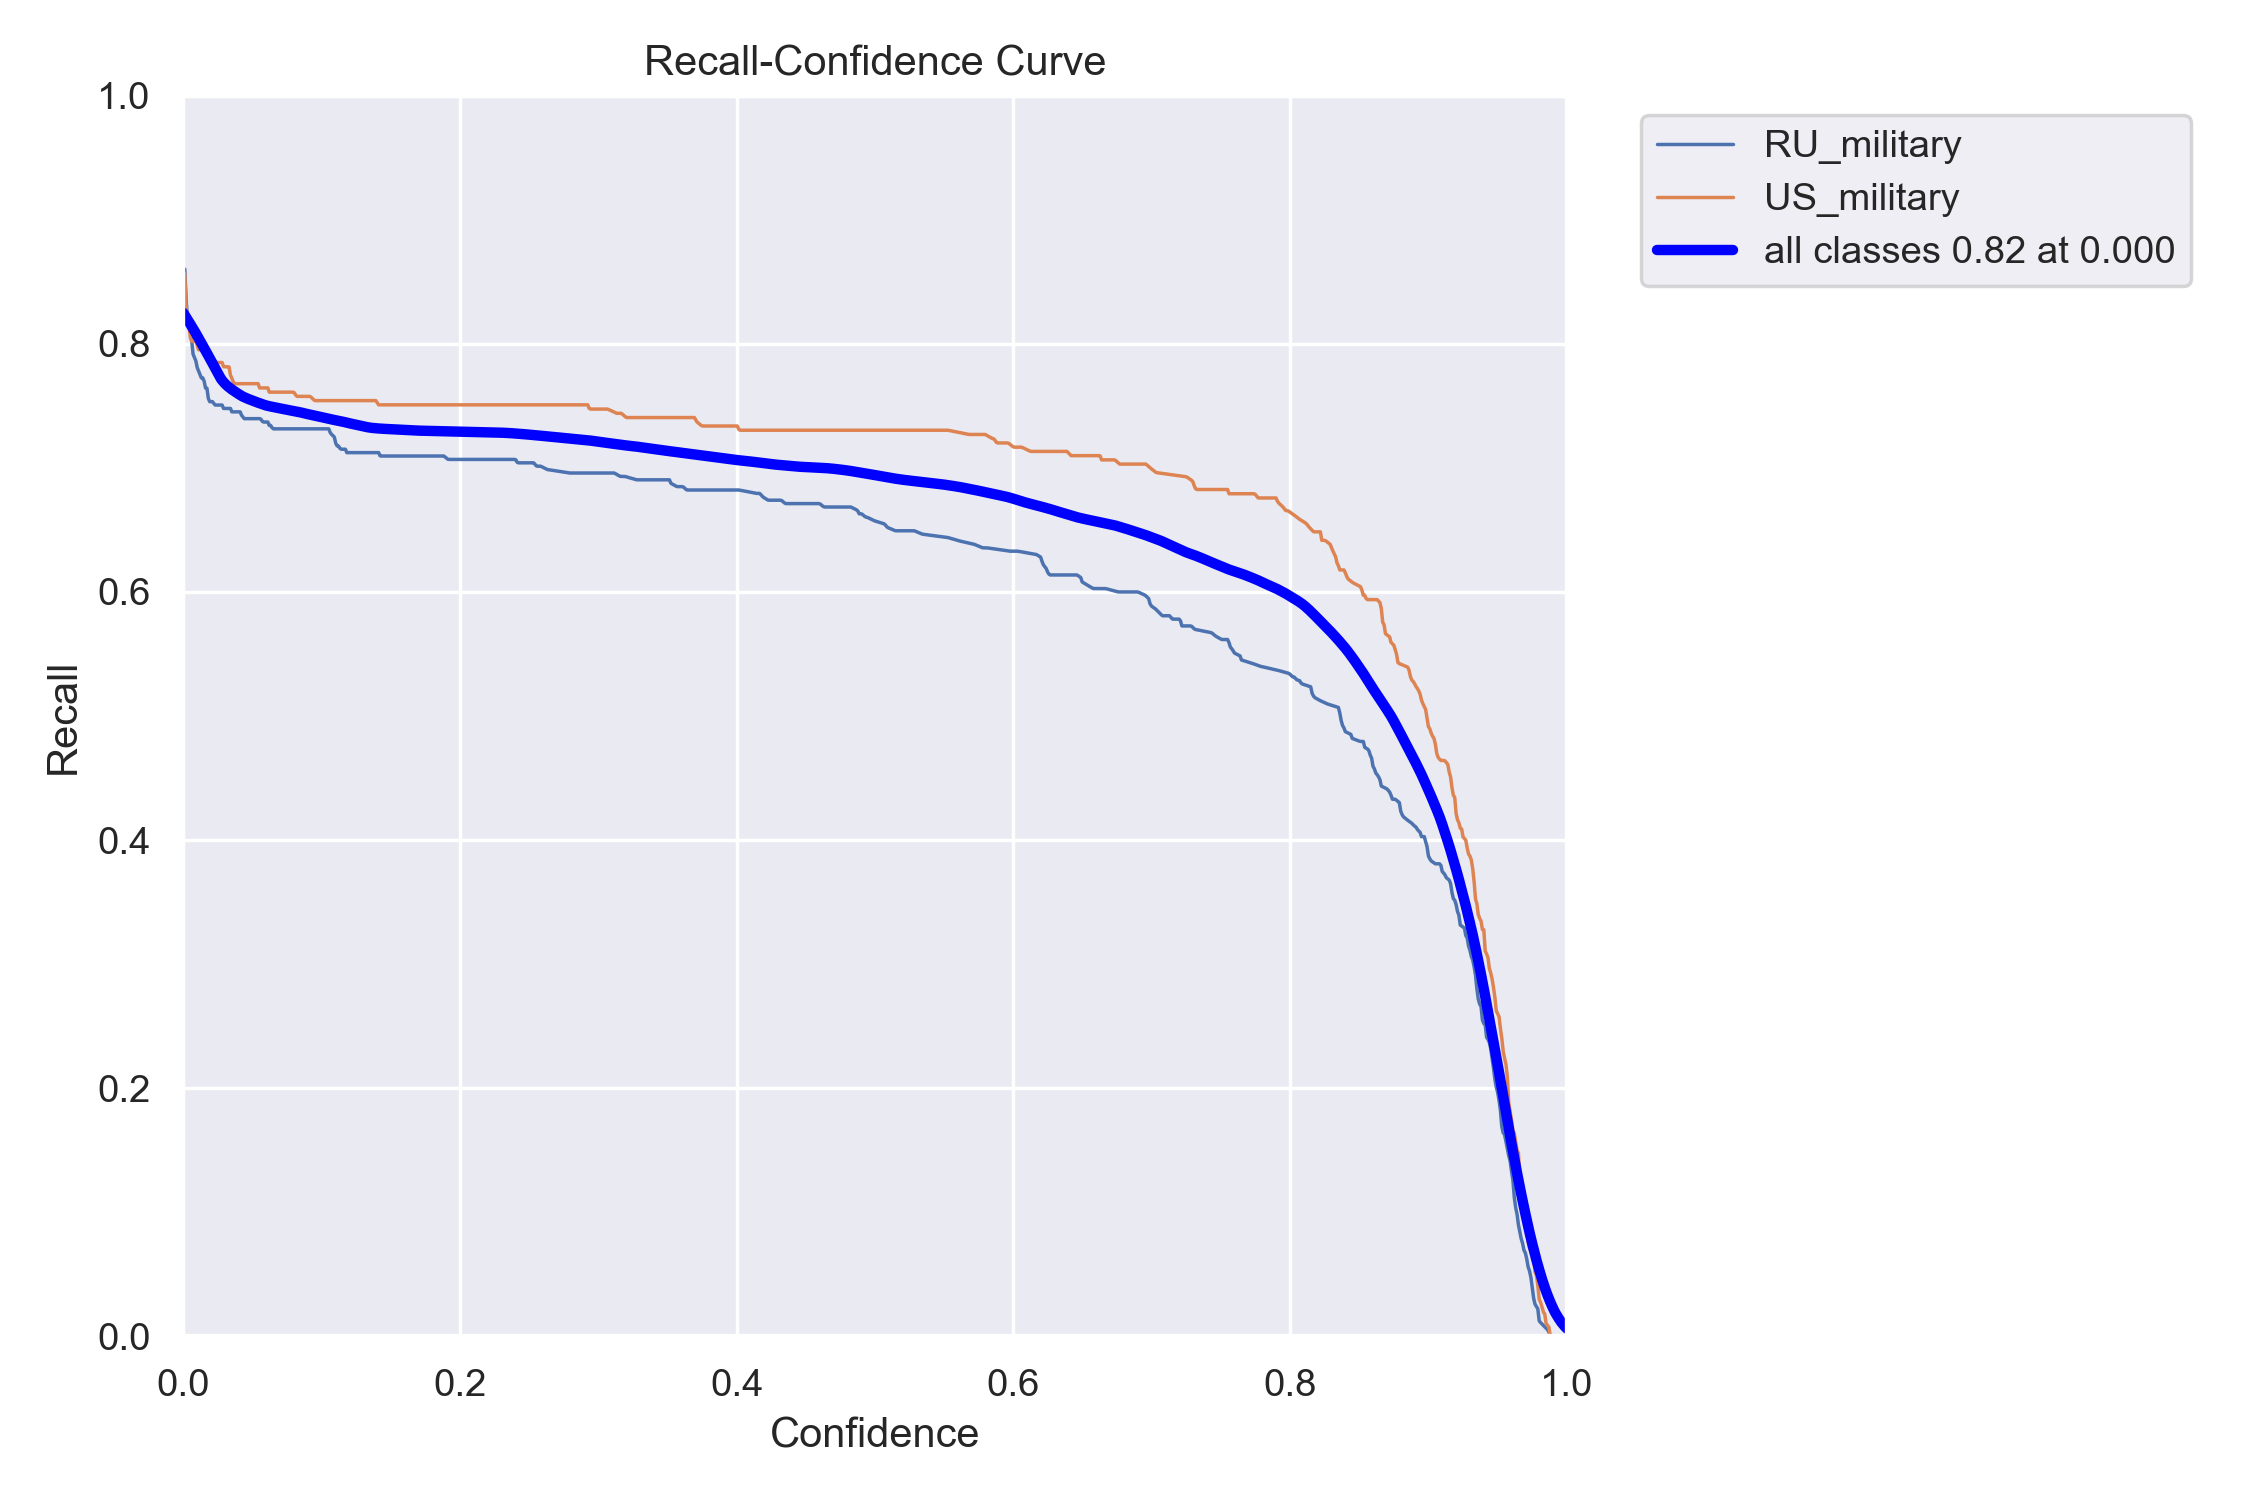 Recall-Confidence Curve
1.0
0.8
0.6
0.4
0.2
0.0
Recall
0.0 0.2 0.4 0.6 0.8 1.0
Confidence
RU_military
US_military
all classes 0.82 at 0.000